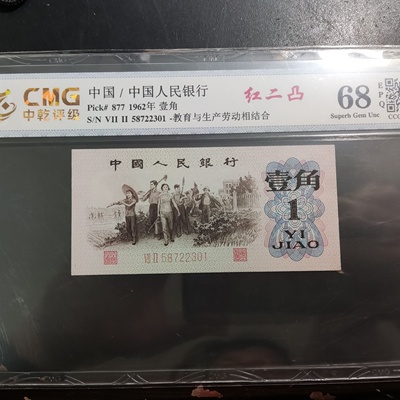 CMG
中乾评级
中国 / 中国人民银行
Pick# 877 1962年 壹角
S/N VII II 58722301 -教育与生产劳动相结合
红二凸
68
EPQ
Superb Gem Unc
中国人民银行
壹角
1
YI
JIAO
VII II 58722301